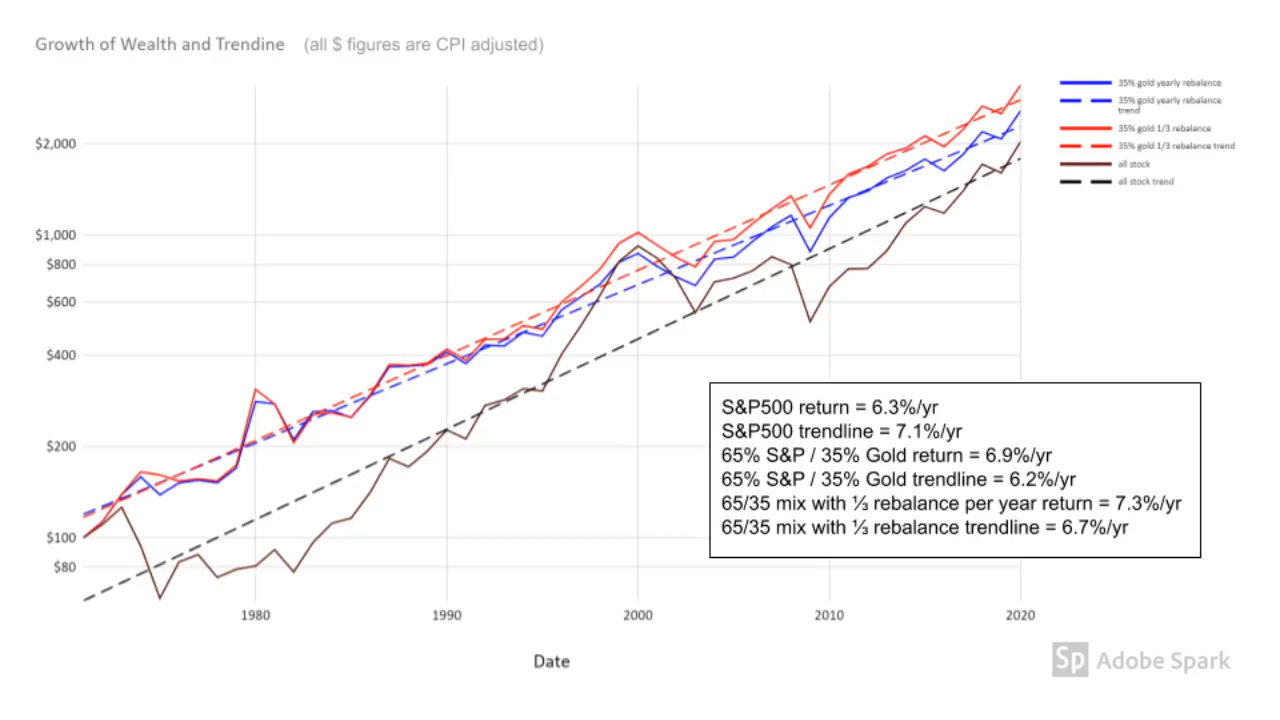 Growth of Wealth and Trendine (all $ figures are CPI adjusted)
35% gold yearly rebalance
35% gold yearly rebalance
trend
35% gold 1/3 rebalance
35% gold 1/3 rebalance trend
all stock
all stock trend
$2,000
$1,000
$800
$600
$400
$200
$100
$80
S&P500 return = 6.3%/yr
S&P500 trendline = 7.1%/yr
65% S&P / 35% Gold return = 6.9%/yr
65% S&P / 35% Gold trendline = 6.2%/yr
65/35 mix with ⅓ rebalance per year return = 7.3%/yr
65/35 mix with ⅓ rebalance trendline = 6.7%/yr
1980 1990 2000 2010 2020
Date
Sp Adobe Spark